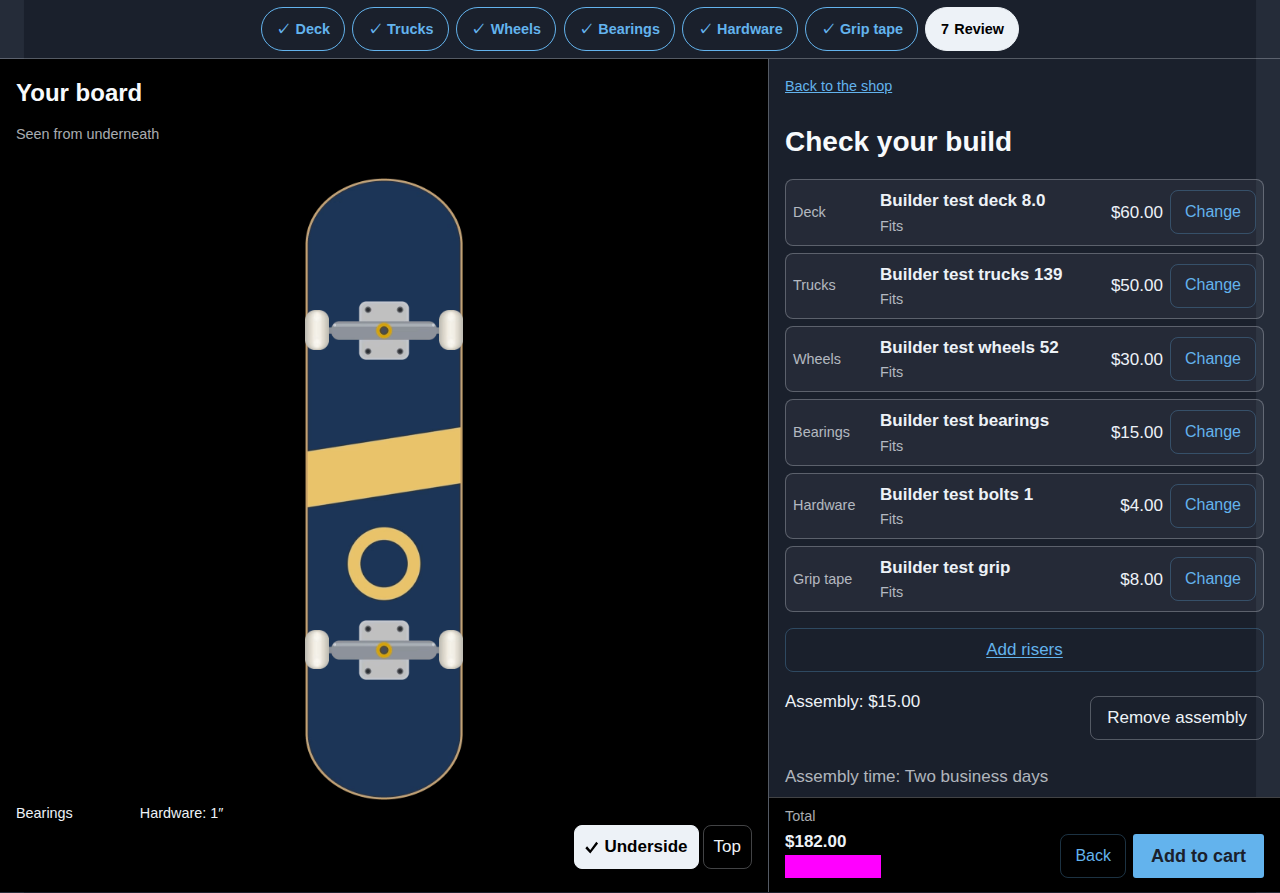 ✓ Deck
✓ Trucks
✓ Wheels
✓ Bearings
✓ Hardware
✓ Grip tape
7 Review
Your board
Seen from underneath
Bearings
Hardware: 1″
✓ Underside
Top
Back to the shop
Check your build
Deck
Builder test deck 8.0
Fits
$60.00
Change
Trucks
Builder test trucks 139
Fits
$50.00
Change
Wheels
Builder test wheels 52
Fits
$30.00
Change
Bearings
Builder test bearings
Fits
$15.00
Change
Hardware
Builder test bolts 1
Fits
$4.00
Change
Grip tape
Builder test grip
Fits
$8.00
Change
Add risers
Assembly: $15.00
Remove assembly
Assembly time: Two business days
Total
$182.00
Back
Add to cart